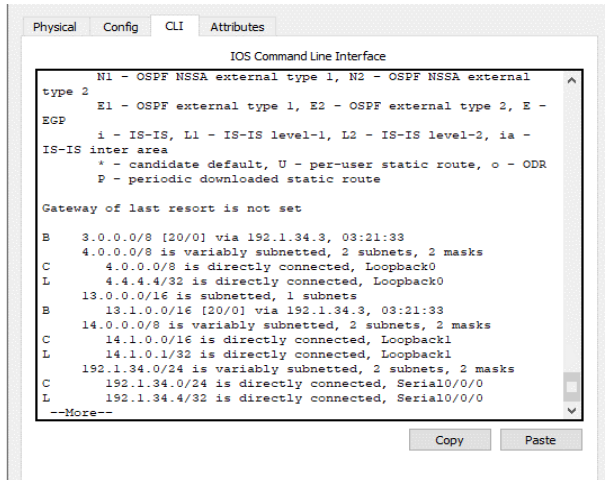 Physical Config CLI Attributes
IOS Command Line Interface
N1 - OSPF NSSA external type 1, N2 - OSPF NSSA external
type 2
E1 - OSPF external type 1, E2 - OSPF external type 2, E -
EGP
i - IS-IS, L1 - IS-IS level-1, L2 - IS-IS level-2, ia -
IS-IS inter area
* - candidate default, U - per-user static route, o - ODR
P - periodic downloaded static route
Gateway of last resort is not set
B 3.0.0.0/8 [20/0] via 192.1.34.3, 03:21:33
4.0.0.0/8 is variably subnetted, 2 subnets, 2 masks
C 4.0.0.0/8 is directly connected, Loopback0
L 4.4.4.4/32 is directly connected, Loopback0
13.0.0.0/16 is subnetted, 1 subnets
B 13.1.0.0/16 [20/0] via 192.1.34.3, 03:21:33
14.0.0.0/8 is variably subnetted, 2 subnets, 2 masks
C 14.1.0.0/16 is directly connected, Loopback1
L 14.1.0.1/32 is directly connected, Loopback1
192.1.34.0/24 is variably subnetted, 2 subnets, 2 masks
C 192.1.34.0/24 is directly connected, Serial0/0/0
L 192.1.34.4/32 is directly connected, Serial0/0/0
--More--
Copy Paste